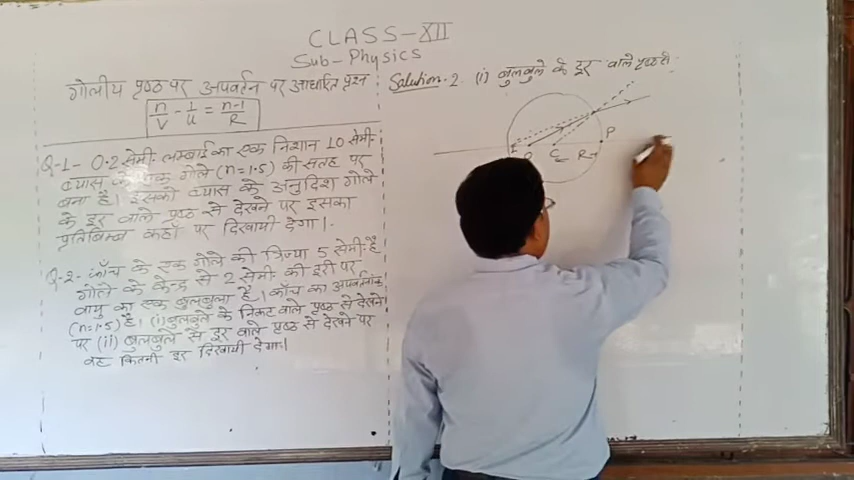 CLASS-XII
Sub-Physics
गोलीय पृष्ठ पर अपवर्तन पर आधारित प्रश्न
n/V - 1/u = n-1/R
Q-1- 0.2 सेमी॰ लम्बाई का एक निशान 10 सेमी॰
व्यास के एक गोले (n=1.5) की सतह पर
बना है। इसको व्यास के अनुदिश गोले
के दूर वाले पृष्ठ से देखने पर इसका
प्रतिबिम्ब कहाँ पर दिखायी देगा।
Q-2- काँच के एक गोले की त्रिज्या 5 सेमी॰ है
गोले के केन्द्र से 2 सेमी की दूरी पर
वायु का एक बुलबुला है। काँच का अपवर्तनांक
(n=1.5) है। (i) बुलबुले के निकट वाले पृष्ठ से देखने
पर (ii) बुलबुले से दूर वाले पृष्ठ से देखने पर
वह कितनी दूर दिखायी देगा।
Solution-2 (i) बुलबुले के दूर वाले पृष्ठ से
P
I
O C R